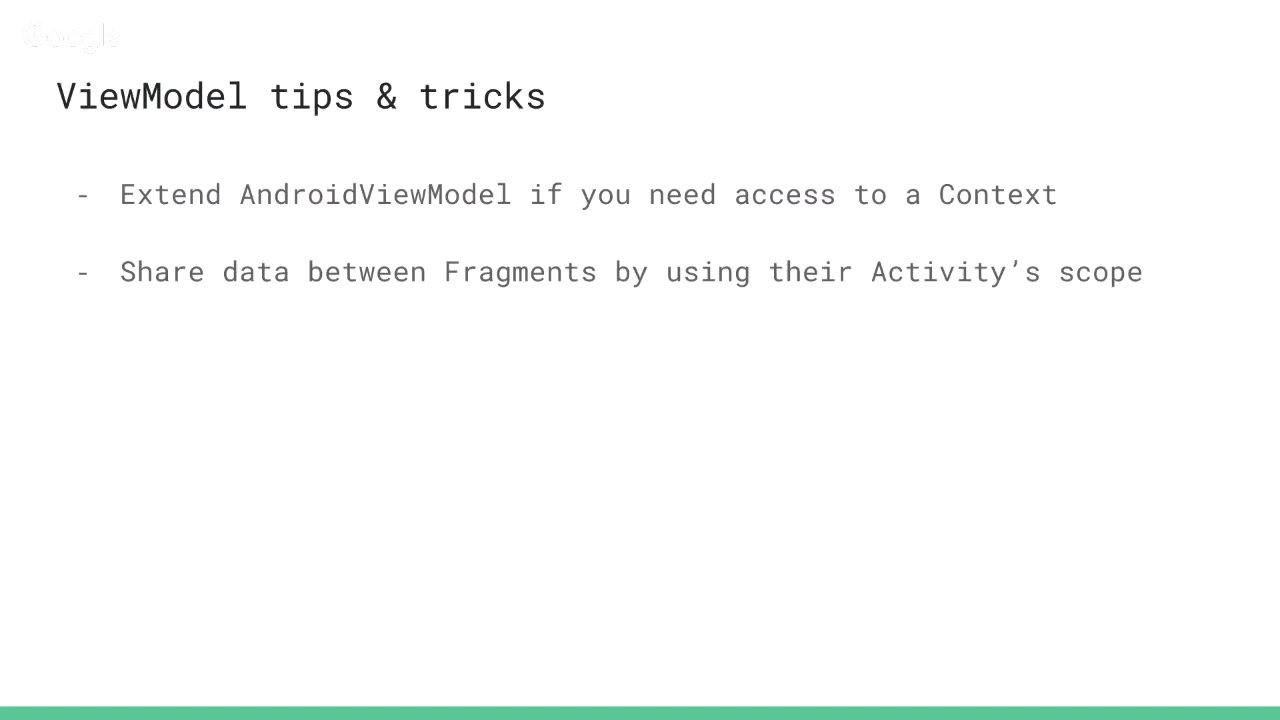 Google
ViewModel tips & tricks
- Extend AndroidViewModel if you need access to a Context
- Share data between Fragments by using their Activity’s scope